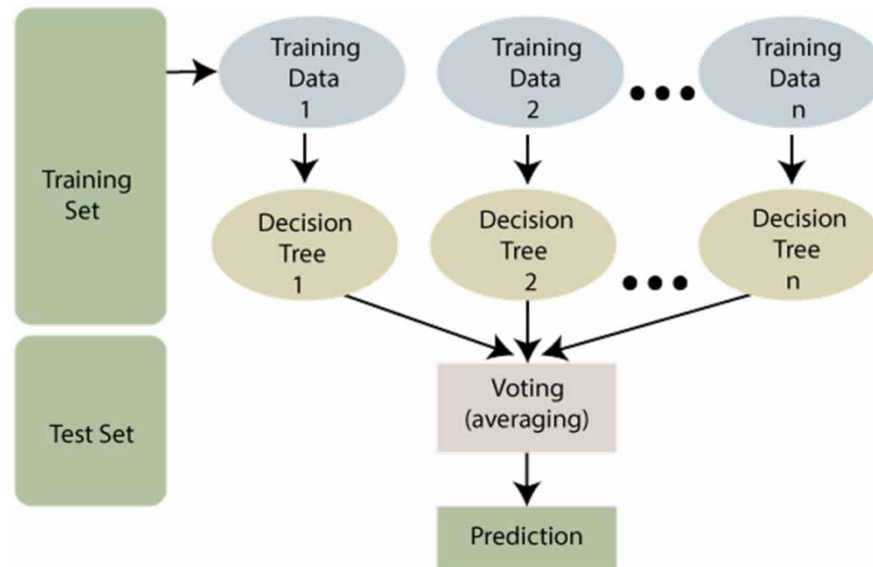 Training
Set
Training
Data
1
Training
Data
2
Training
Data
n
Decision
Tree
1
Decision
Tree
2
Decision
Tree
n
Test Set
Voting
(averaging)
Prediction